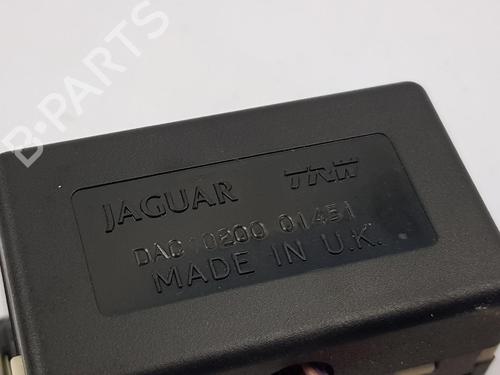 B-PARTS
JAGUAR TRW
DAC10200 01451
MADE IN U.K.